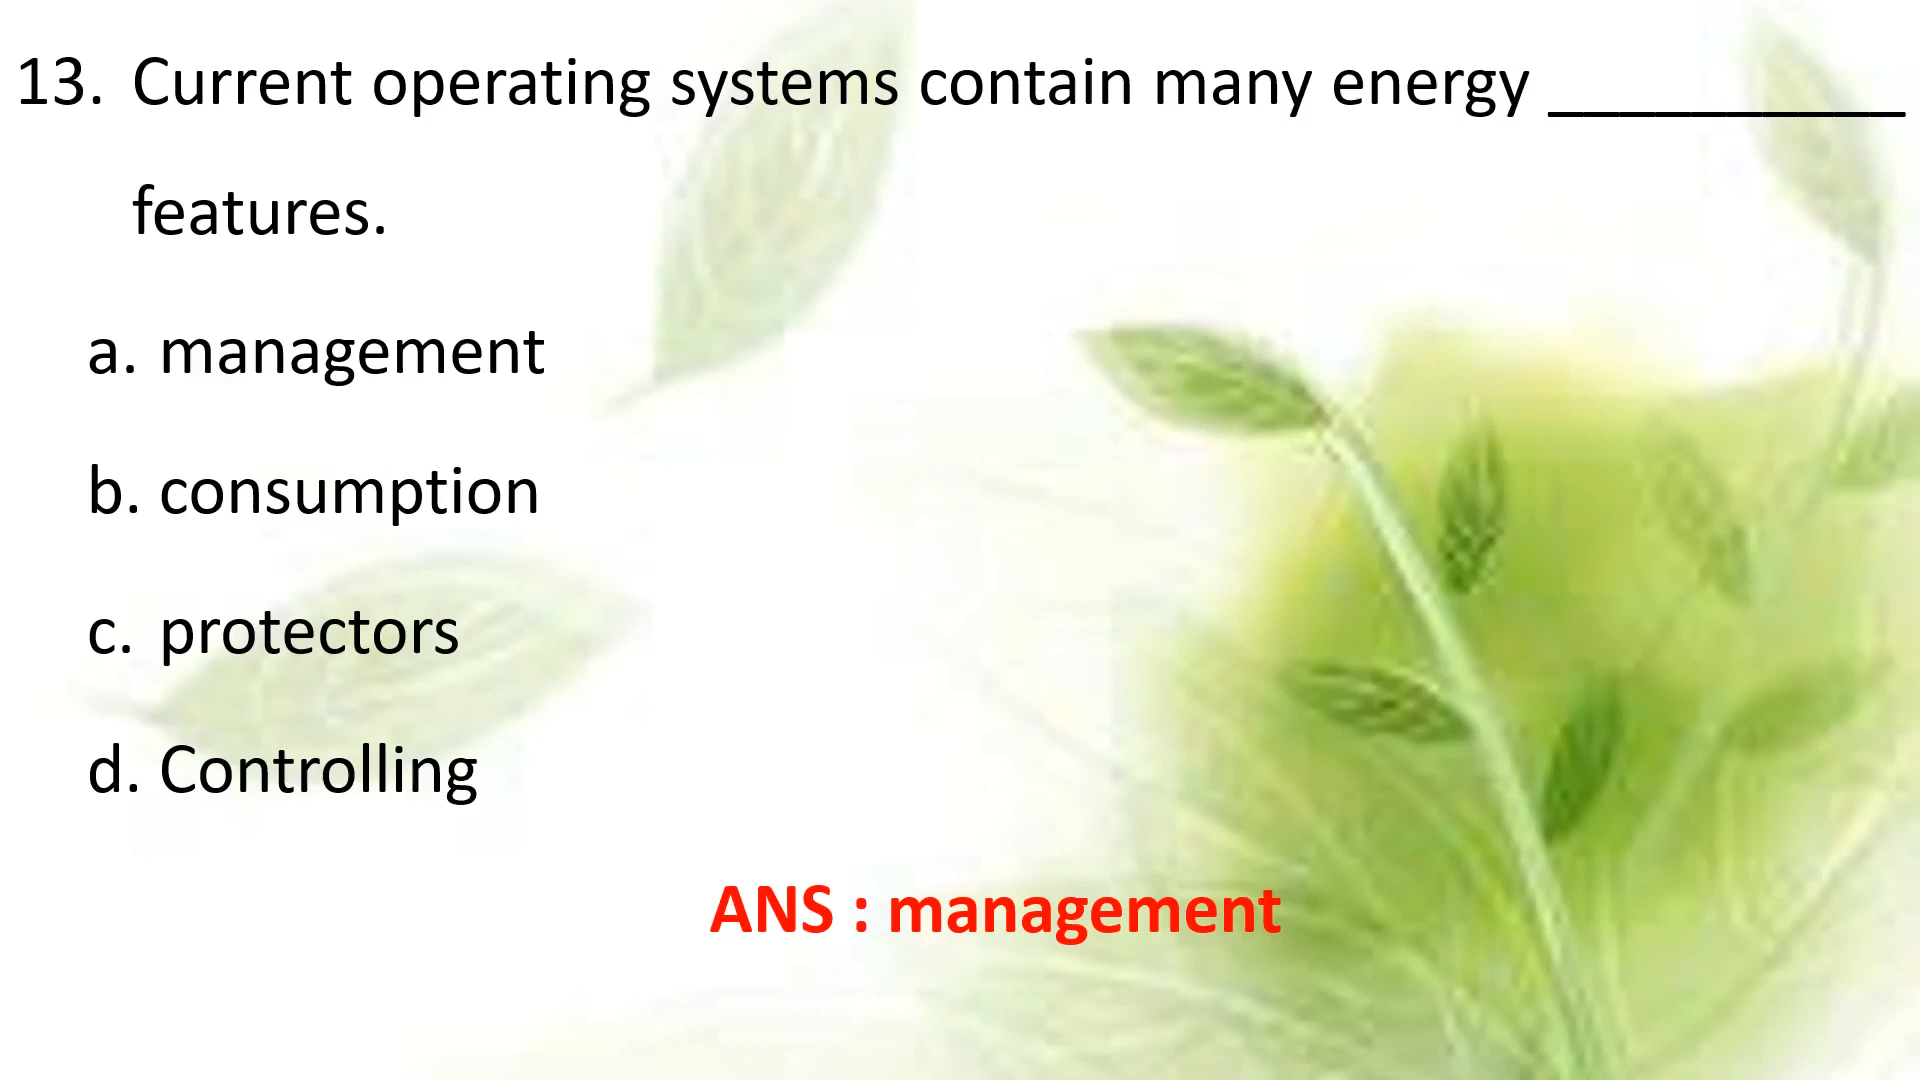 13. Current operating systems contain many energy __________
features.
a. management
b. consumption
c. protectors
d. Controlling
ANS : management